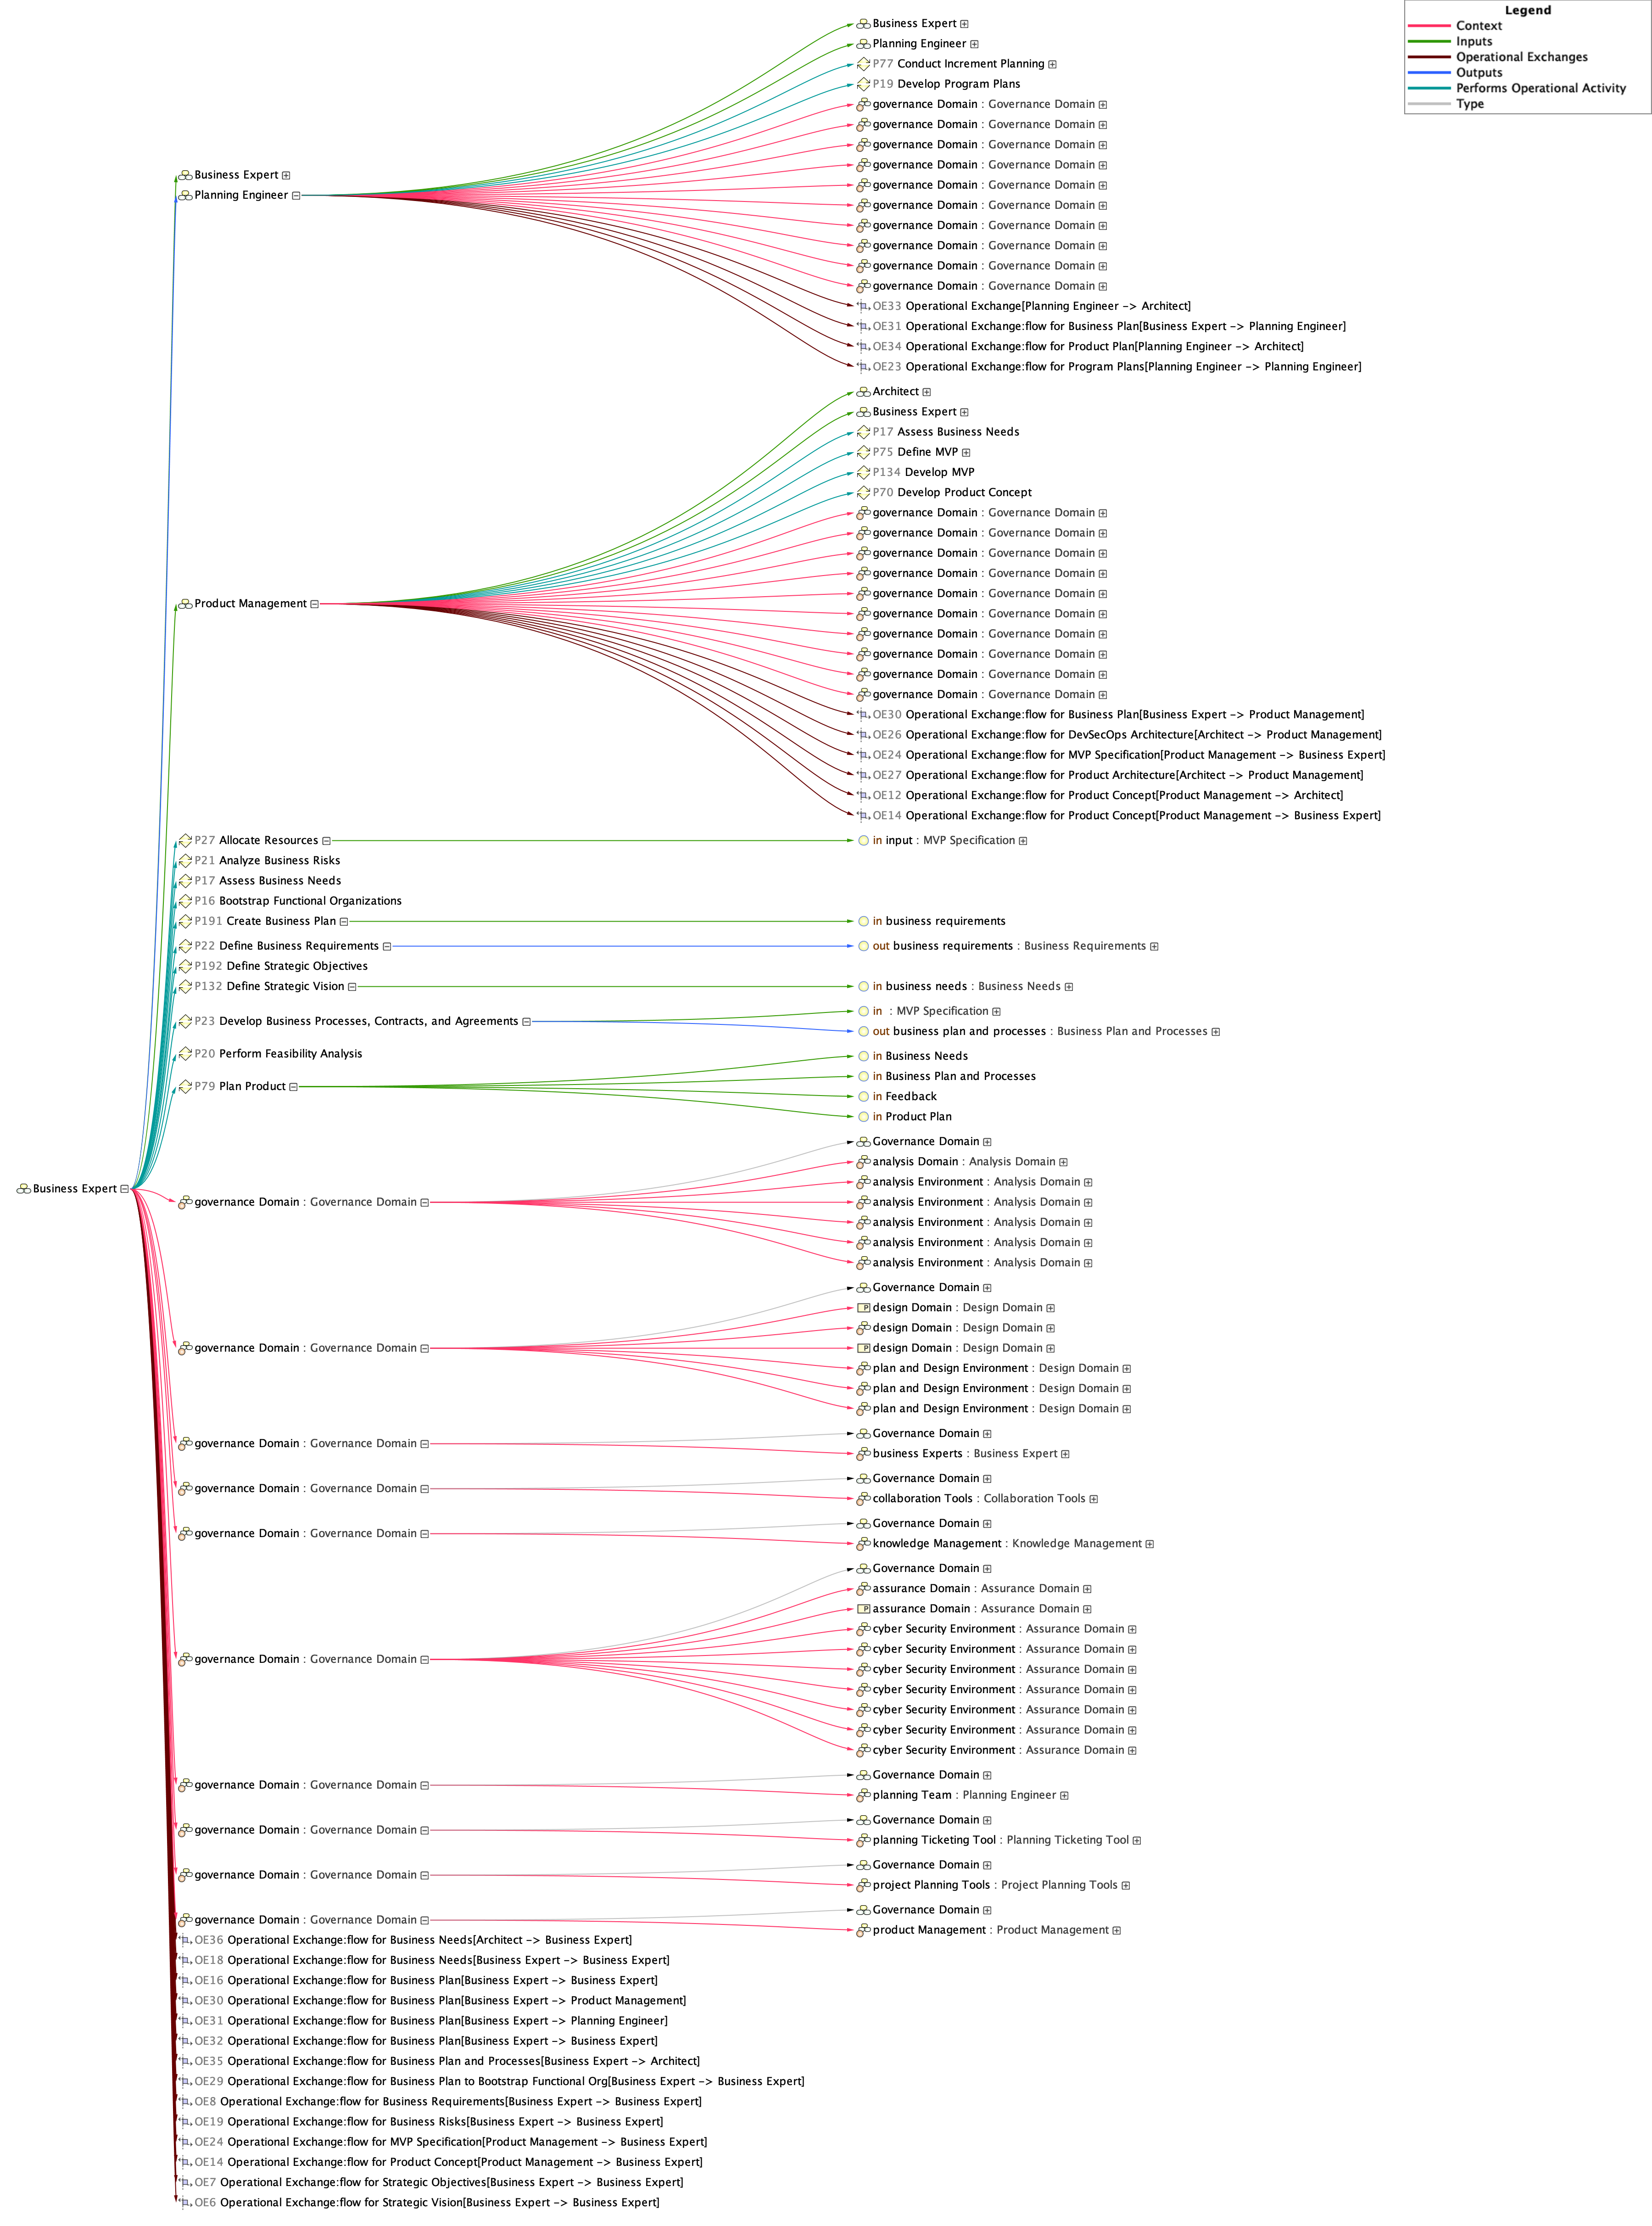 Legend
Context
Inputs
Operational Exchanges
Outputs
Performs Operational Activity
Type
Business Expert
Planning Engineer
P77 Conduct Increment Planning
P19 Develop Program Plans
governance Domain : Governance Domain
governance Domain : Governance Domain
governance Domain : Governance Domain
governance Domain : Governance Domain
governance Domain : Governance Domain
governance Domain : Governance Domain
governance Domain : Governance Domain
governance Domain : Governance Domain
governance Domain : Governance Domain
governance Domain : Governance Domain
OE33 Operational Exchange[Planning Engineer -> Architect]
OE31 Operational Exchange:flow for Business Plan[Business Expert -> Planning Engineer]
OE34 Operational Exchange:flow for Product Plan[Planning Engineer -> Architect]
OE23 Operational Exchange:flow for Program Plans[Planning Engineer -> Planning Engineer]
Business Expert
Planning Engineer
Architect
Business Expert
P17 Assess Business Needs
P75 Define MVP
P134 Develop MVP
P70 Develop Product Concept
governance Domain : Governance Domain
governance Domain : Governance Domain
governance Domain : Governance Domain
governance Domain : Governance Domain
governance Domain : Governance Domain
governance Domain : Governance Domain
governance Domain : Governance Domain
governance Domain : Governance Domain
governance Domain : Governance Domain
governance Domain : Governance Domain
OE30 Operational Exchange:flow for Business Plan[Business Expert -> Product Management]
OE26 Operational Exchange:flow for DevSecOps Architecture[Architect -> Product Management]
OE24 Operational Exchange:flow for MVP Specification[Product Management -> Business Expert]
OE27 Operational Exchange:flow for Product Architecture[Architect -> Product Management]
OE12 Operational Exchange:flow for Product Concept[Product Management -> Architect]
OE14 Operational Exchange:flow for Product Concept[Product Management -> Business Expert]
Product Management
P27 Allocate Resources
in input : MVP Specification
P21 Analyze Business Risks
P17 Assess Business Needs
P16 Bootstrap Functional Organizations
P191 Create Business Plan
in business requirements
P22 Define Business Requirements
out business requirements : Business Requirements
P192 Define Strategic Objectives
P132 Define Strategic Vision
in business needs : Business Needs
P23 Develop Business Processes, Contracts, and Agreements
in : MVP Specification
out business plan and processes : Business Plan and Processes
P20 Perform Feasibility Analysis
P79 Plan Product
in Business Needs
in Business Plan and Processes
in Feedback
in Product Plan
Business Expert
governance Domain : Governance Domain
Governance Domain
analysis Domain : Analysis Domain
analysis Environment : Analysis Domain
analysis Environment : Analysis Domain
analysis Environment : Analysis Domain
analysis Environment : Analysis Domain
analysis Environment : Analysis Domain
governance Domain : Governance Domain
Governance Domain
design Domain : Design Domain
design Domain : Design Domain
design Domain : Design Domain
plan and Design Environment : Design Domain
plan and Design Environment : Design Domain
plan and Design Environment : Design Domain
governance Domain : Governance Domain
Governance Domain
business Experts : Business Expert
governance Domain : Governance Domain
Governance Domain
collaboration Tools : Collaboration Tools
governance Domain : Governance Domain
Governance Domain
knowledge Management : Knowledge Management
governance Domain : Governance Domain
Governance Domain
assurance Domain : Assurance Domain
assurance Domain : Assurance Domain
cyber Security Environment : Assurance Domain
cyber Security Environment : Assurance Domain
cyber Security Environment : Assurance Domain
cyber Security Environment : Assurance Domain
cyber Security Environment : Assurance Domain
cyber Security Environment : Assurance Domain
cyber Security Environment : Assurance Domain
governance Domain : Governance Domain
Governance Domain
planning Team : Planning Engineer
governance Domain : Governance Domain
Governance Domain
planning Ticketing Tool : Planning Ticketing Tool
governance Domain : Governance Domain
Governance Domain
project Planning Tools : Project Planning Tools
governance Domain : Governance Domain
Governance Domain
product Management : Product Management
OE36 Operational Exchange:flow for Business Needs[Architect -> Business Expert]
OE18 Operational Exchange:flow for Business Needs[Business Expert -> Business Expert]
OE16 Operational Exchange:flow for Business Plan[Business Expert -> Business Expert]
OE30 Operational Exchange:flow for Business Plan[Business Expert -> Product Management]
OE31 Operational Exchange:flow for Business Plan[Business Expert -> Planning Engineer]
OE32 Operational Exchange:flow for Business Plan[Business Expert -> Business Expert]
OE35 Operational Exchange:flow for Business Plan and Processes[Business Expert -> Architect]
OE29 Operational Exchange:flow for Business Plan to Bootstrap Functional Org[Business Expert -> Business Expert]
OE8 Operational Exchange:flow for Business Requirements[Business Expert -> Business Expert]
OE19 Operational Exchange:flow for Business Risks[Business Expert -> Business Expert]
OE24 Operational Exchange:flow for MVP Specification[Product Management -> Business Expert]
OE14 Operational Exchange:flow for Product Concept[Product Management -> Business Expert]
OE7 Operational Exchange:flow for Strategic Objectives[Business Expert -> Business Expert]
OE6 Operational Exchange:flow for Strategic Vision[Business Expert -> Business Expert]